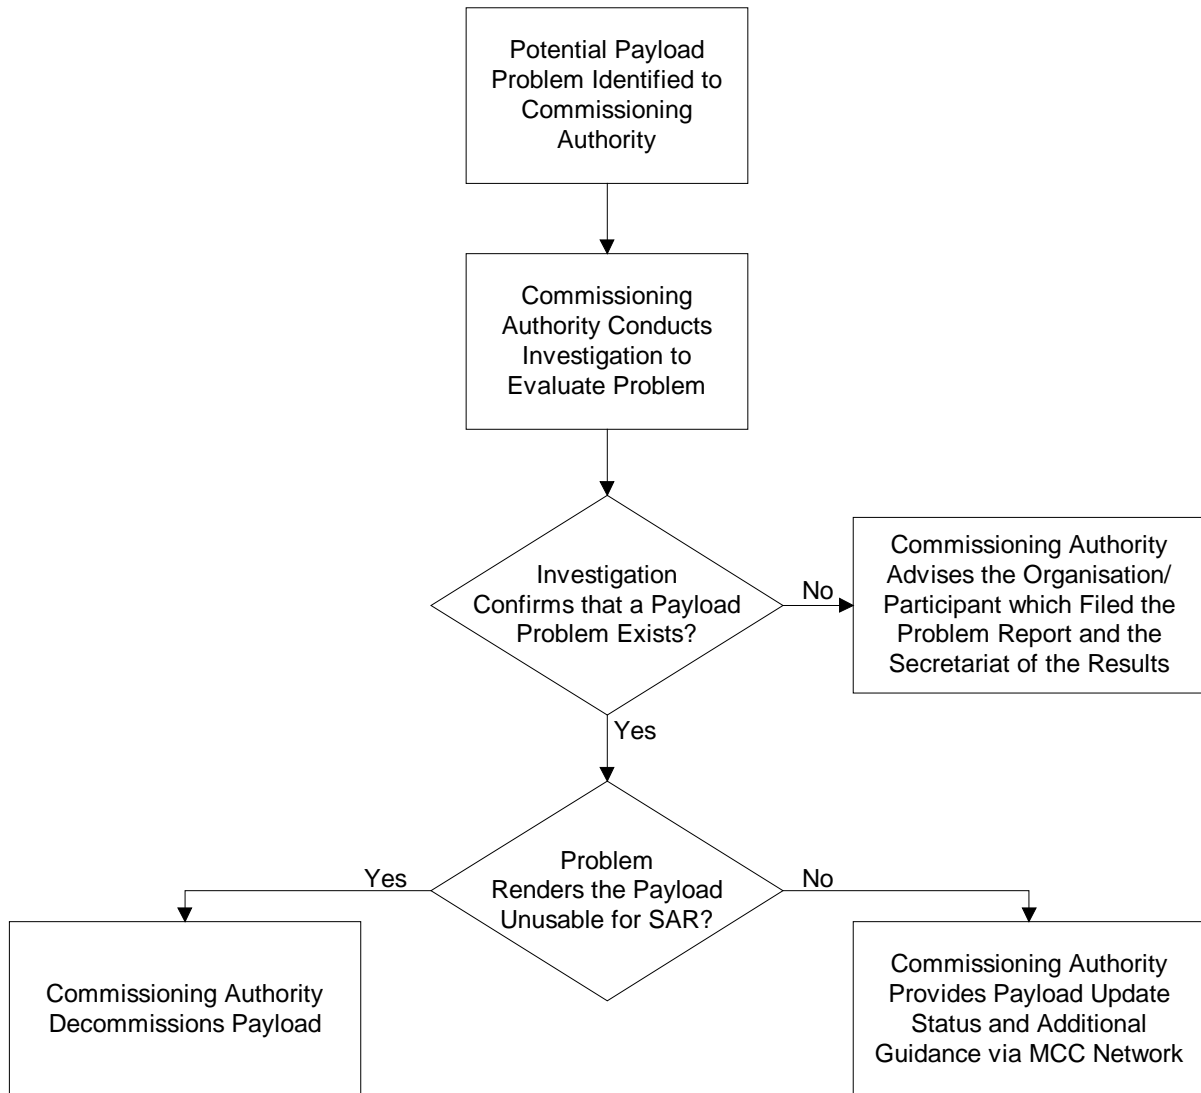 Potential Payload
Problem Identified to
Commissioning
Authority
Commissioning
Authority Conducts
Investigation to
Evaluate Problem
Investigation
Confirms that a Payload
Problem Exists?
No
Commissioning Authority
Advises the Organisation/
Participant which Filed the
Problem Report and the
Secretariat of the Results
Yes
Problem
Renders the Payload
Unusable for SAR?
Yes
No
Commissioning Authority
Decommissions Payload
Commissioning Authority
Provides Payload Update
Status and Additional
Guidance via MCC Network